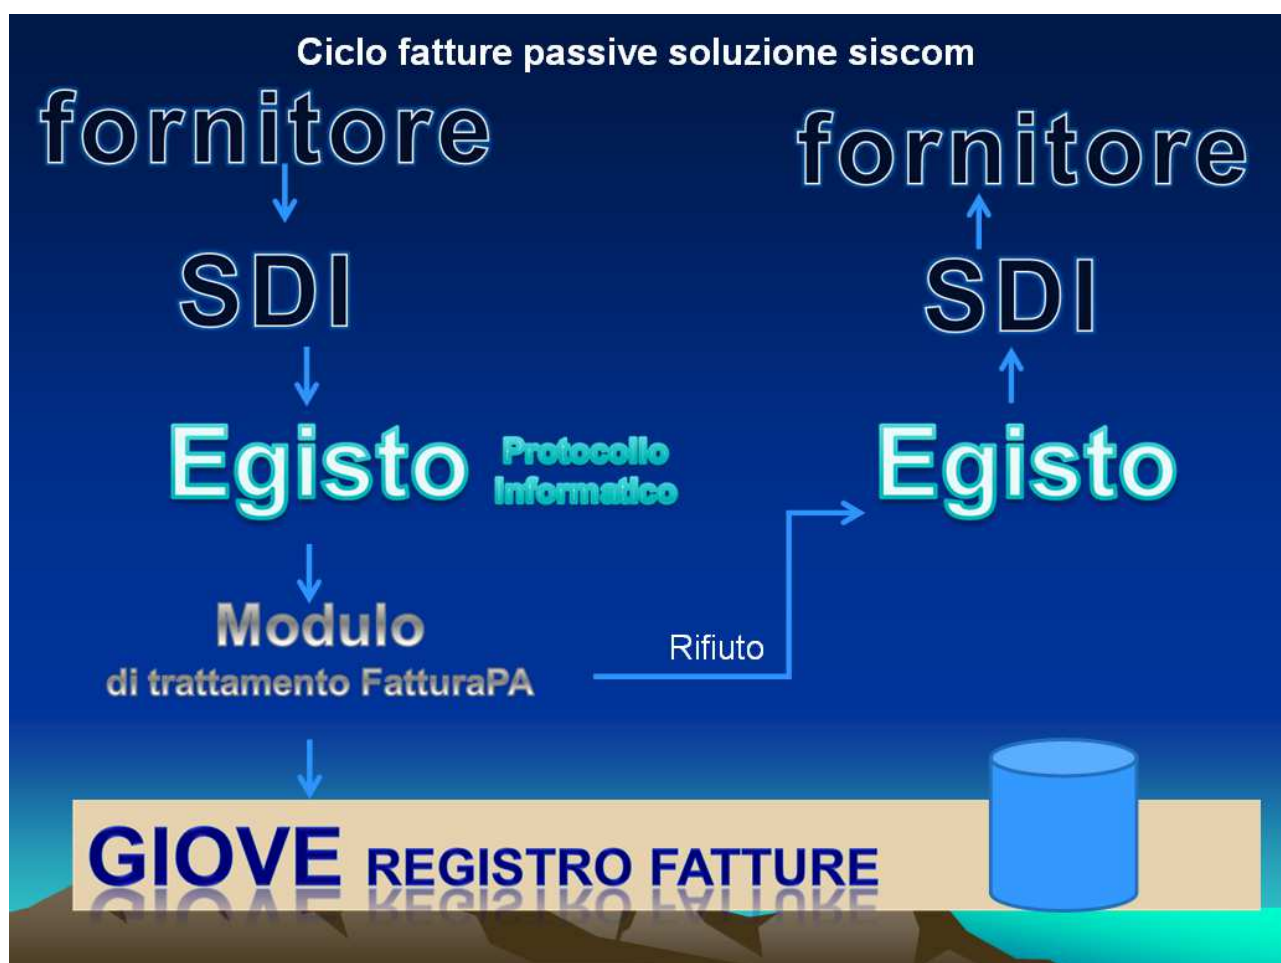 Ciclo fatture passive soluzione siscom
fornitore
SDI
Egisto
Protocollo
Informatico
Modulo
di trattamento FatturaPA
Rifiuto
fornitore
SDI
Egisto
GIOVE REGISTRO FATTURE